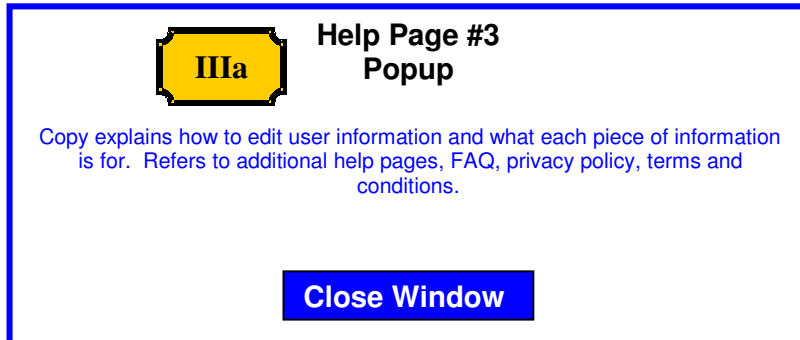 Help Page #3
IIIa
Popup
Copy explains how to edit user information and what each piece of information
is for.  Refers to additional help pages, FAQ, privacy policy, terms and
conditions.
Close Window